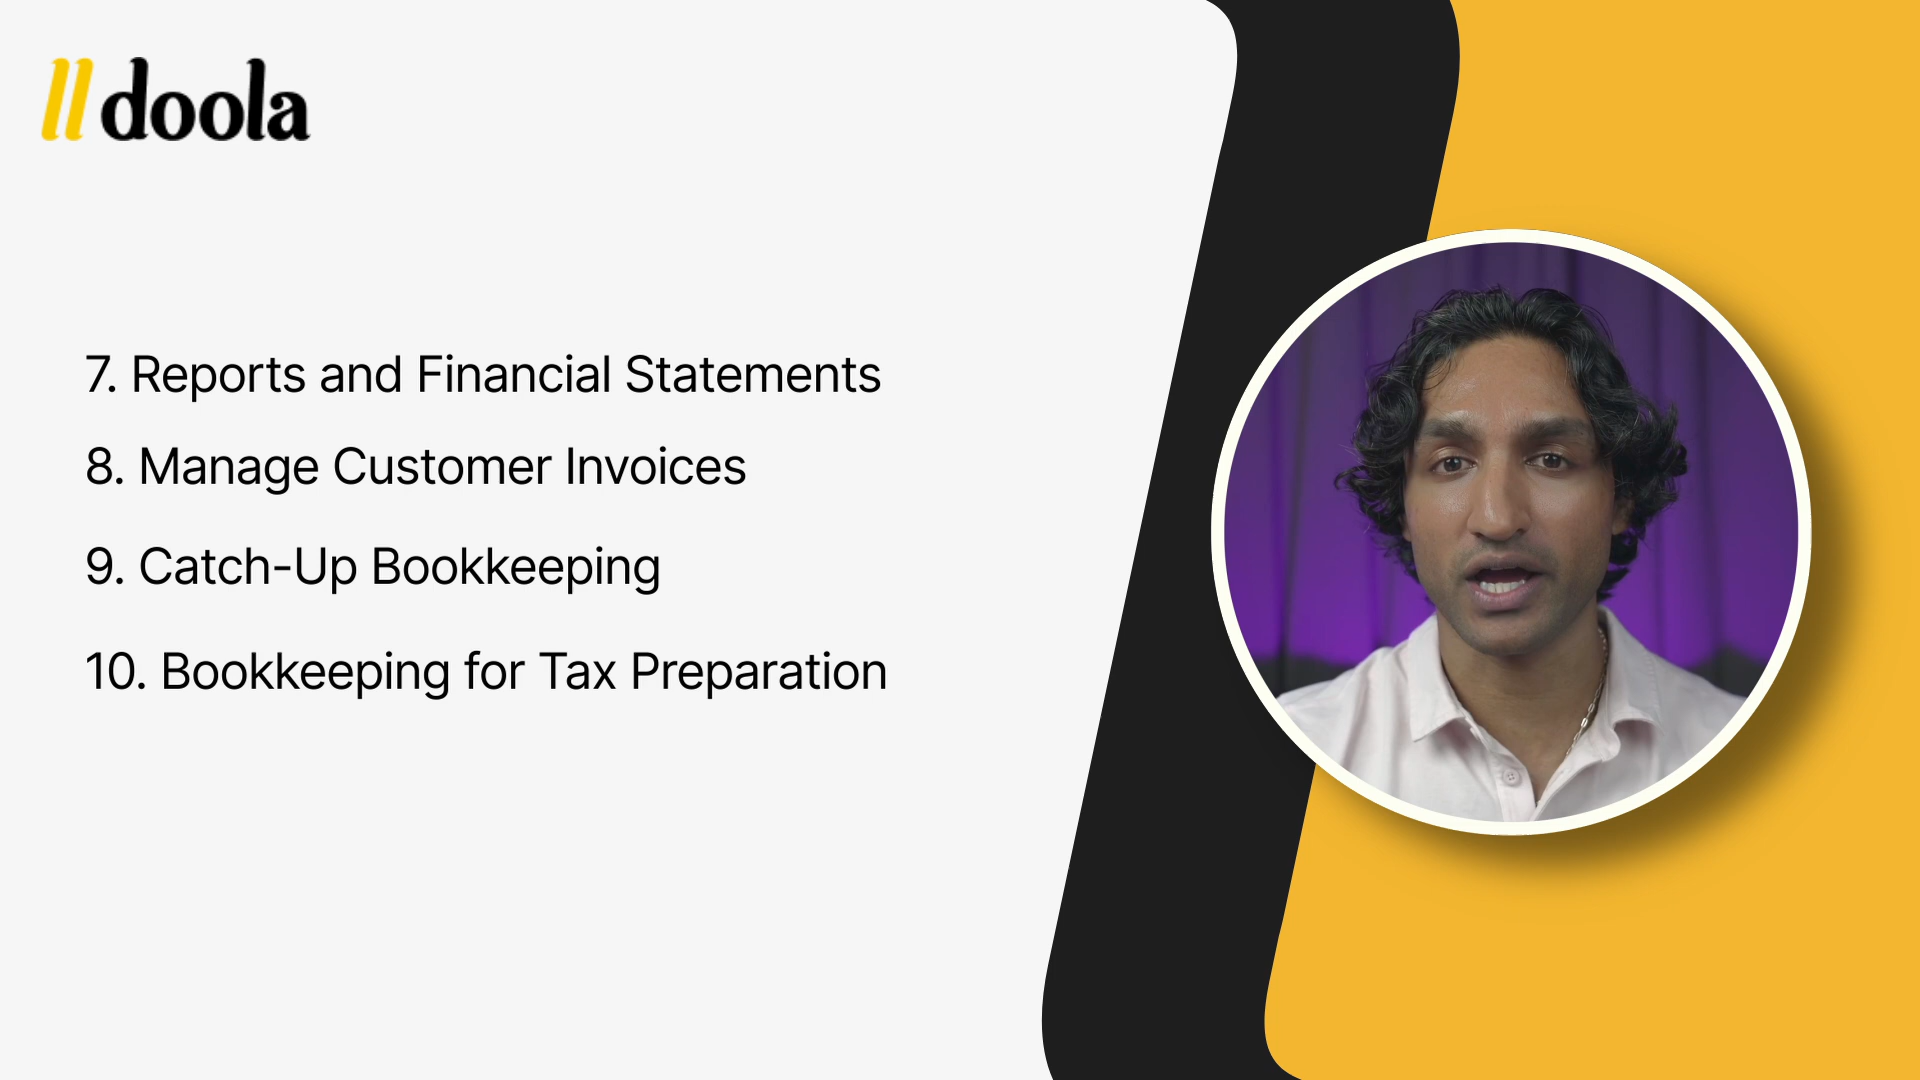 doola
7. Reports and Financial Statements
8. Manage Customer Invoices
9. Catch-Up Bookkeeping
10. Bookkeeping for Tax Preparation